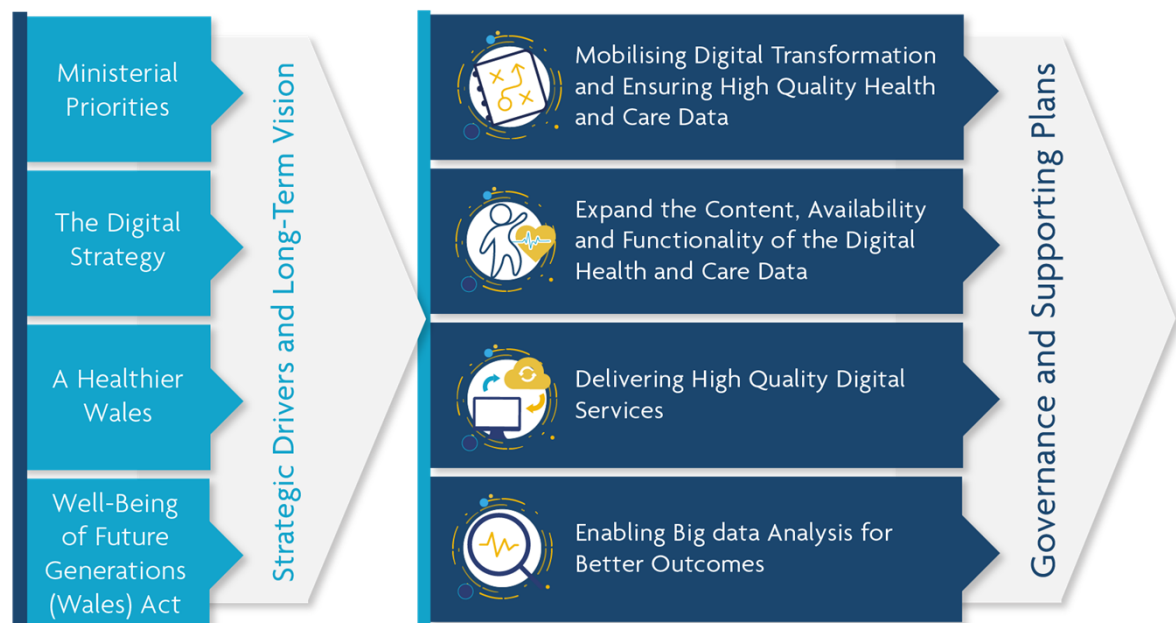 Ministerial
Priorities
The Digital
Strategy
A Healthier
Wales
Well-Being
of Future
Generations
(Wales) Act
Strategic Drivers and Long-Term Vision
Mobilising Digital Transformation
and Ensuring High Quality Health
and Care Data
Expand the Content, Availability
and Functionality of the Digital
Health and Care Data
Delivering High Quality Digital
Services
Enabling Big data Analysis for
Better Outcomes
Governance and Supporting Plans